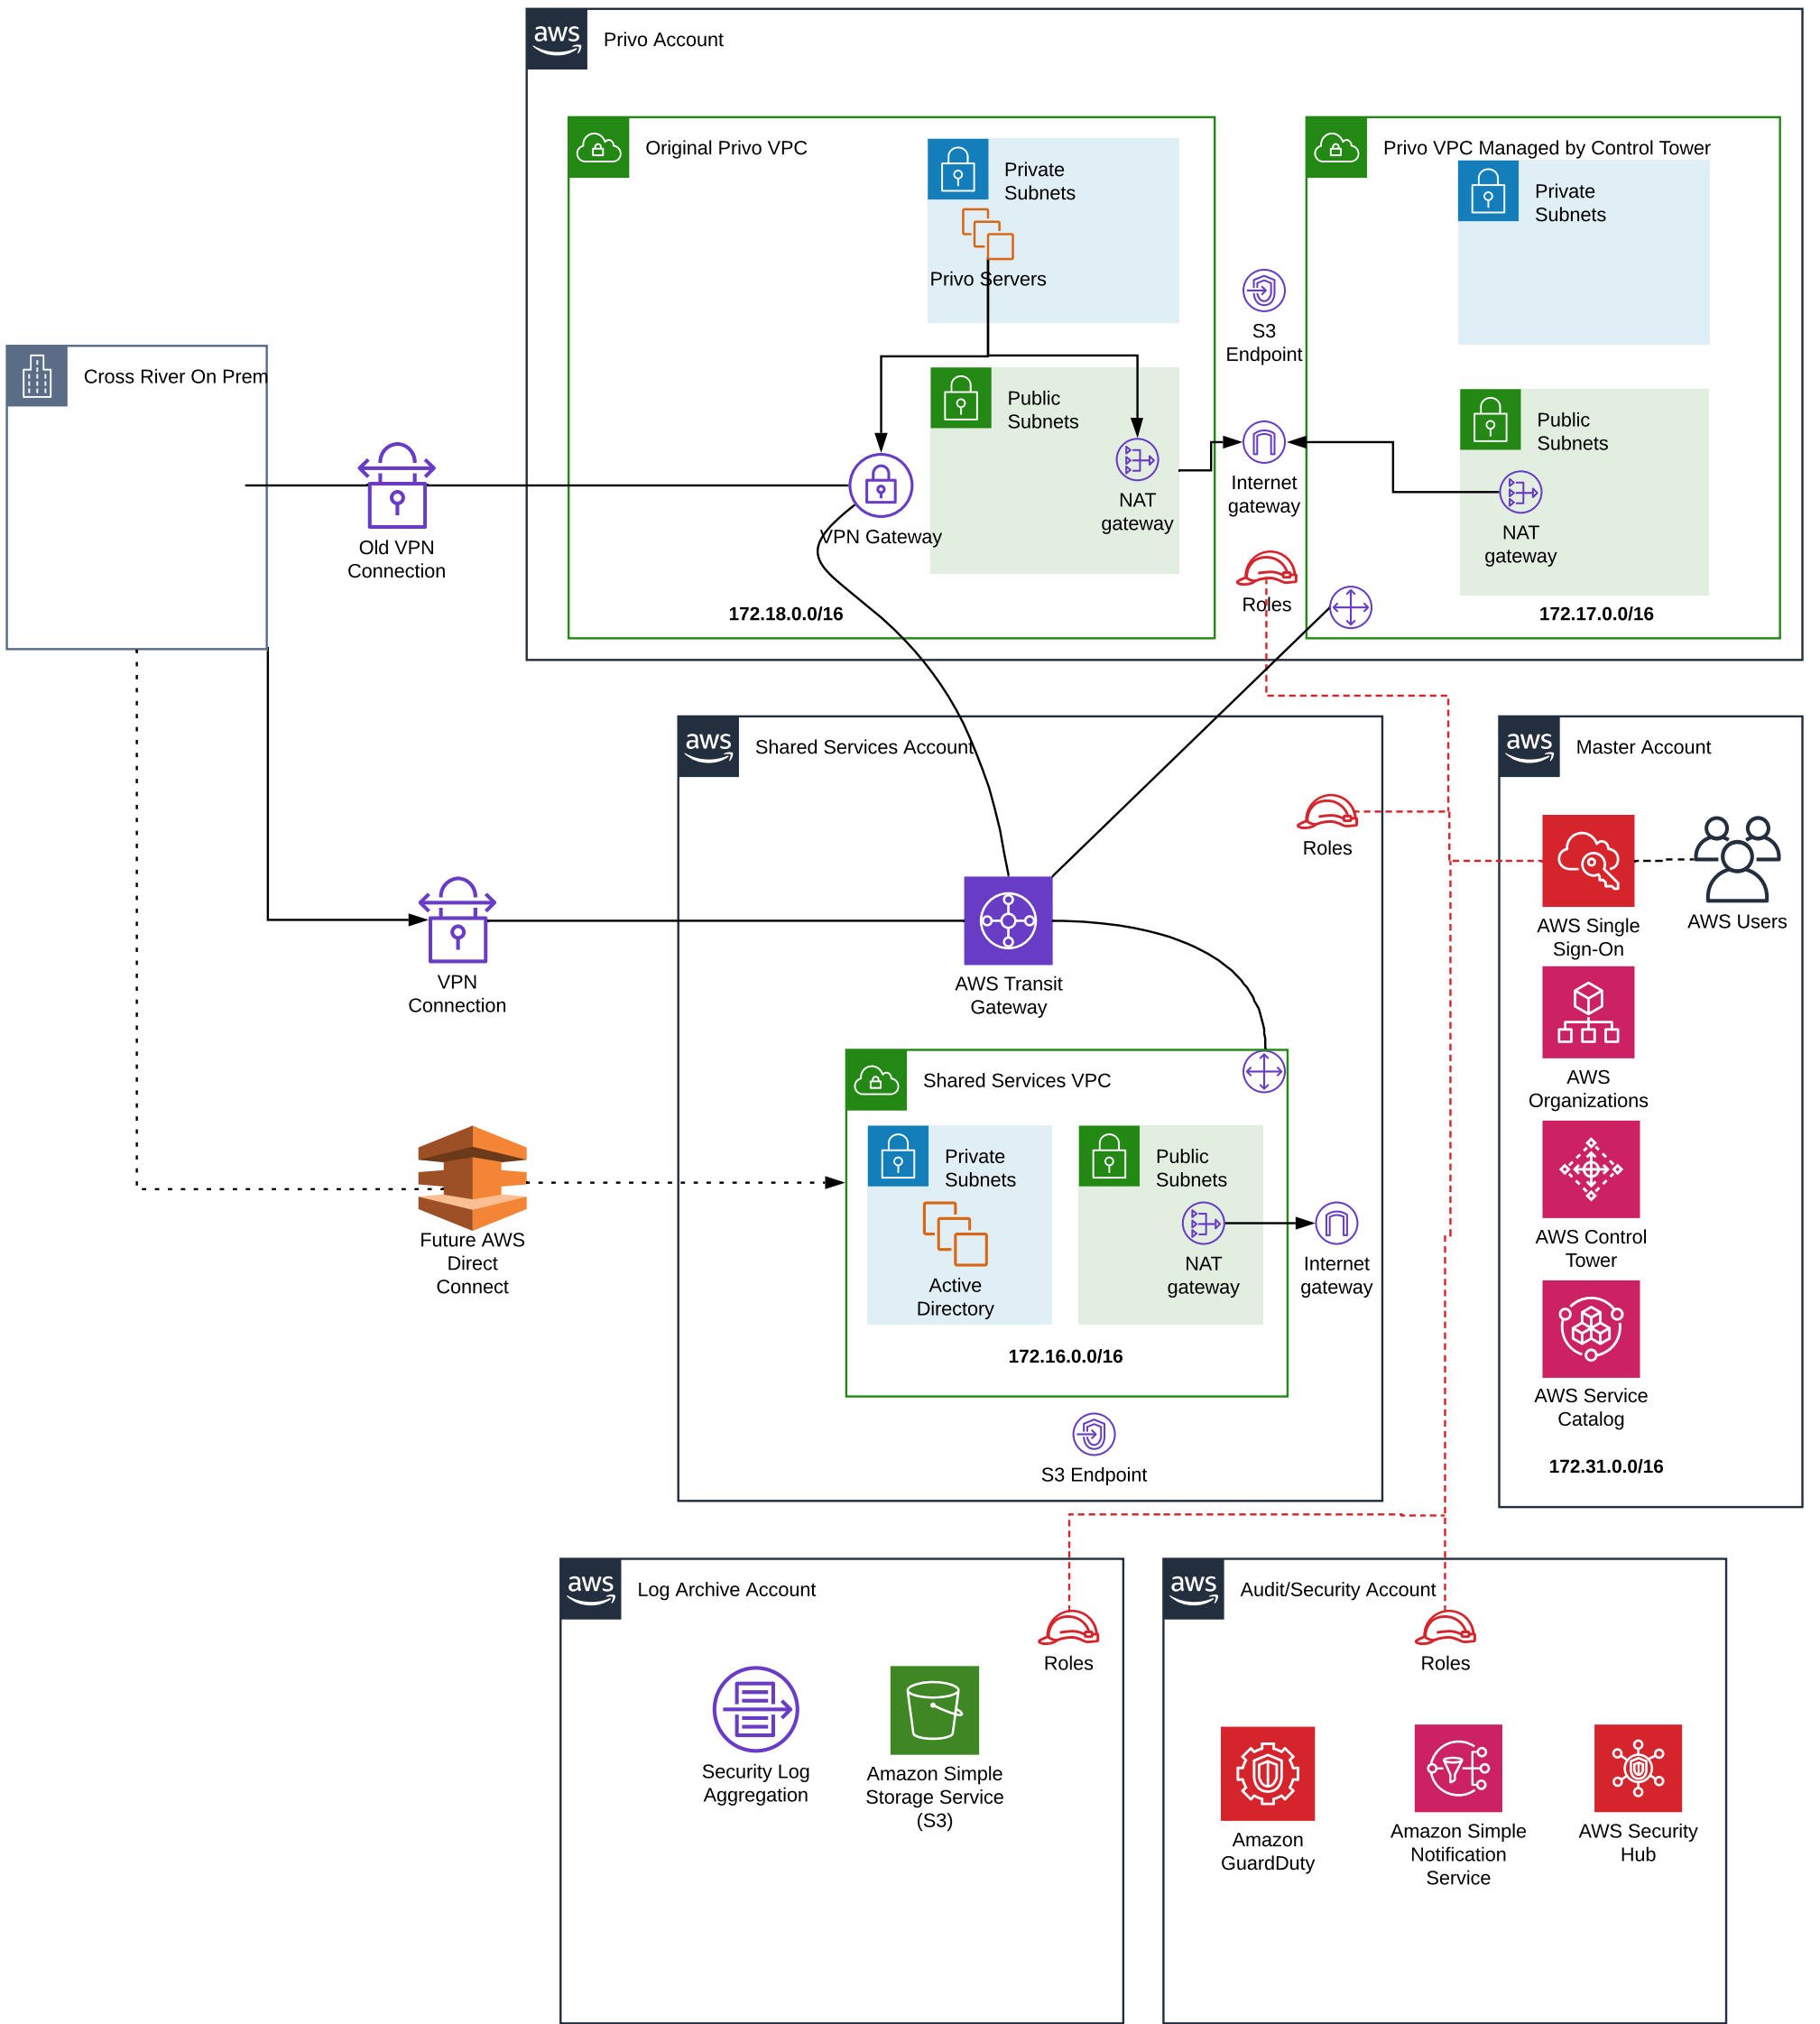 aws
Privo Account
Original Privo VPC
Private
Subnets
Privo Servers
Public
Subnets
NAT
gateway
VPN Gateway
172.18.0.0/16
S3
Endpoint
Internet
gateway
Roles
Privo VPC Managed by Control Tower
Private
Subnets
Public
Subnets
NAT
gateway
172.17.0.0/16
Cross River On Prem
Old VPN
Connection
aws
Shared Services Account
Roles
VPN
Connection
AWS Transit
Gateway
Shared Services VPC
Private
Subnets
Active
Directory
Public
Subnets
NAT
gateway
Internet
gateway
172.16.0.0/16
S3 Endpoint
Future AWS
Direct
Connect
aws
Master Account
AWS Single
Sign-On
AWS Users
AWS
Organizations
AWS Control
Tower
AWS Service
Catalog
172.31.0.0/16
aws
Log Archive Account
Roles
Security Log
Aggregation
Amazon Simple
Storage Service
(S3)
aws
Audit/Security Account
Roles
Amazon
GuardDuty
Amazon Simple
Notification
Service
AWS Security
Hub